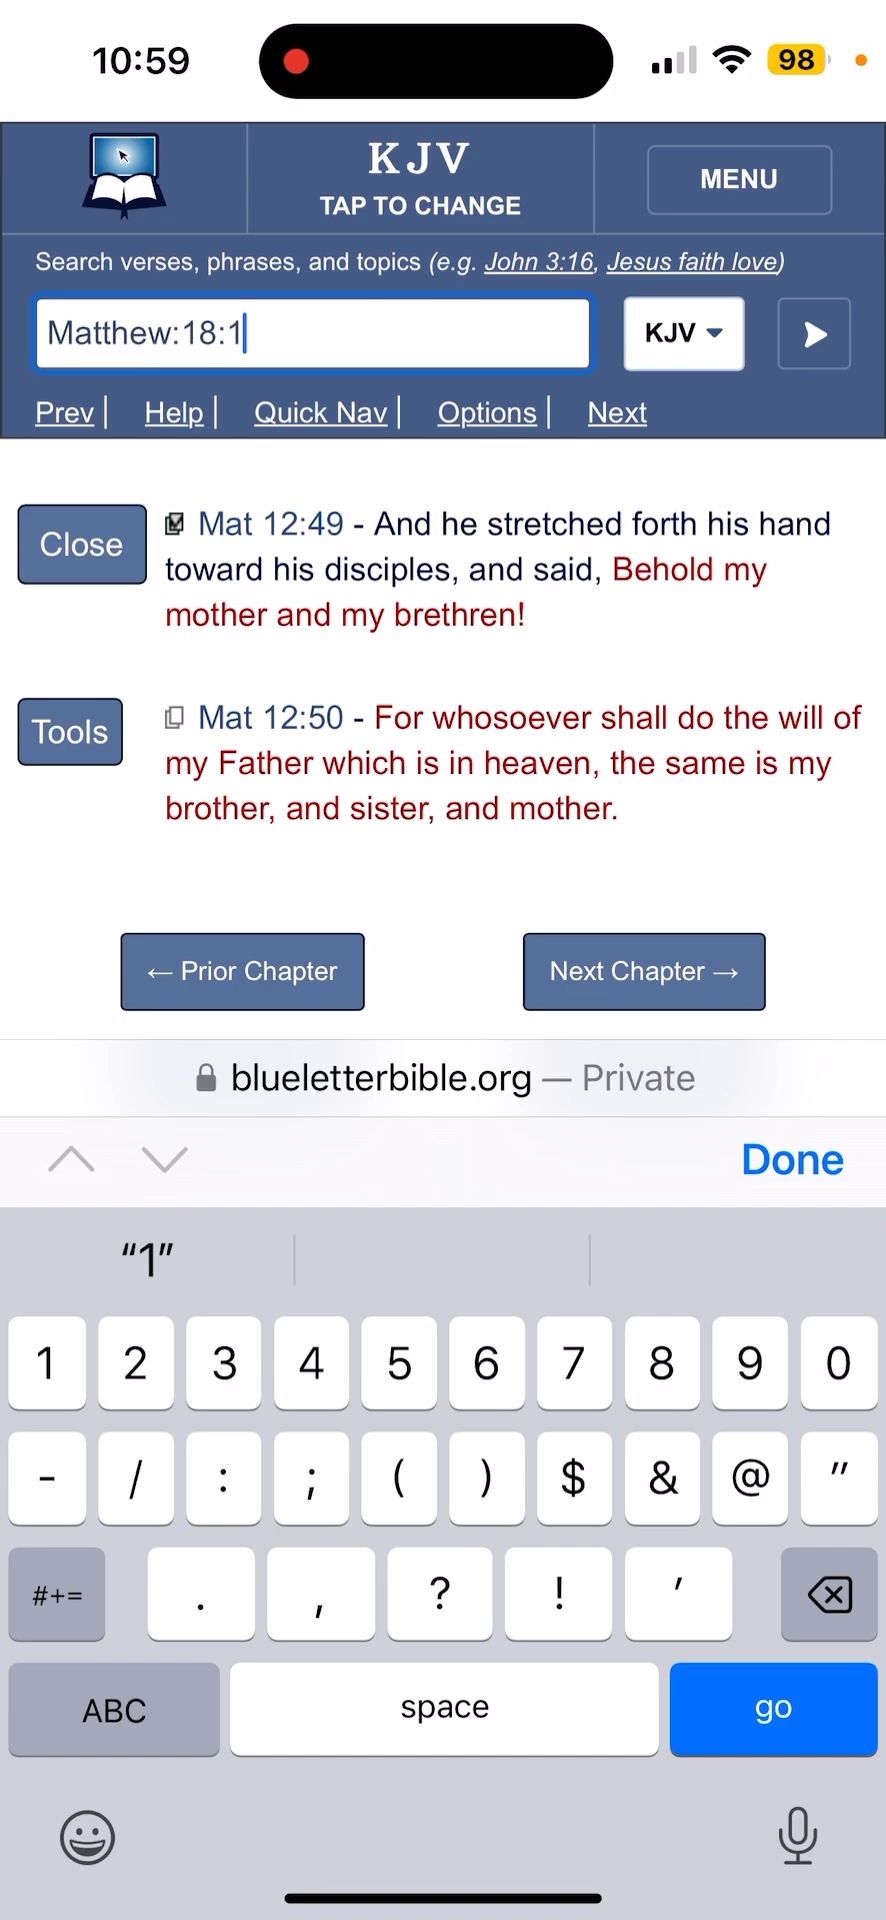 10:59
98
KJV
TAP TO CHANGE
MENU
Search verses, phrases, and topics (e.g. John 3:16, Jesus faith love)
Matthew:18:1
KJV
Prev | Help | Quick Nav | Options | Next
Close
Mat 12:49 - And he stretched forth his hand
toward his disciples, and said, Behold my
mother and my brethren!
Tools
Mat 12:50 - For whosoever shall do the will of
my Father which is in heaven, the same is my
brother, and sister, and mother.
← Prior Chapter
Next Chapter →
blueletterbible.org — Private
Done
“1”
1 2 3 4 5 6 7 8 9 0
- / : ; ( ) $ & @ "
#+= . , ? ! '
ABC space go